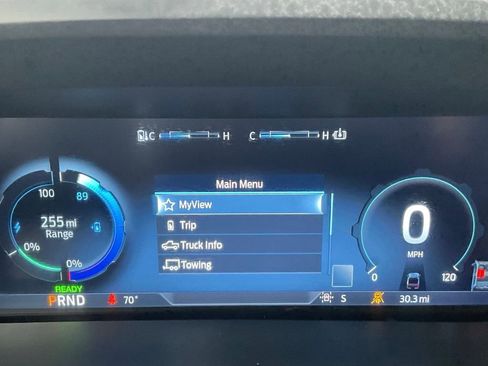 C H C H
Main Menu
MyView
Trip
Truck Info
Towing
100 89
255 mi
Range
0%
0%
READY
PRND
70°
0
MPH
0 120
S
30.3 mi